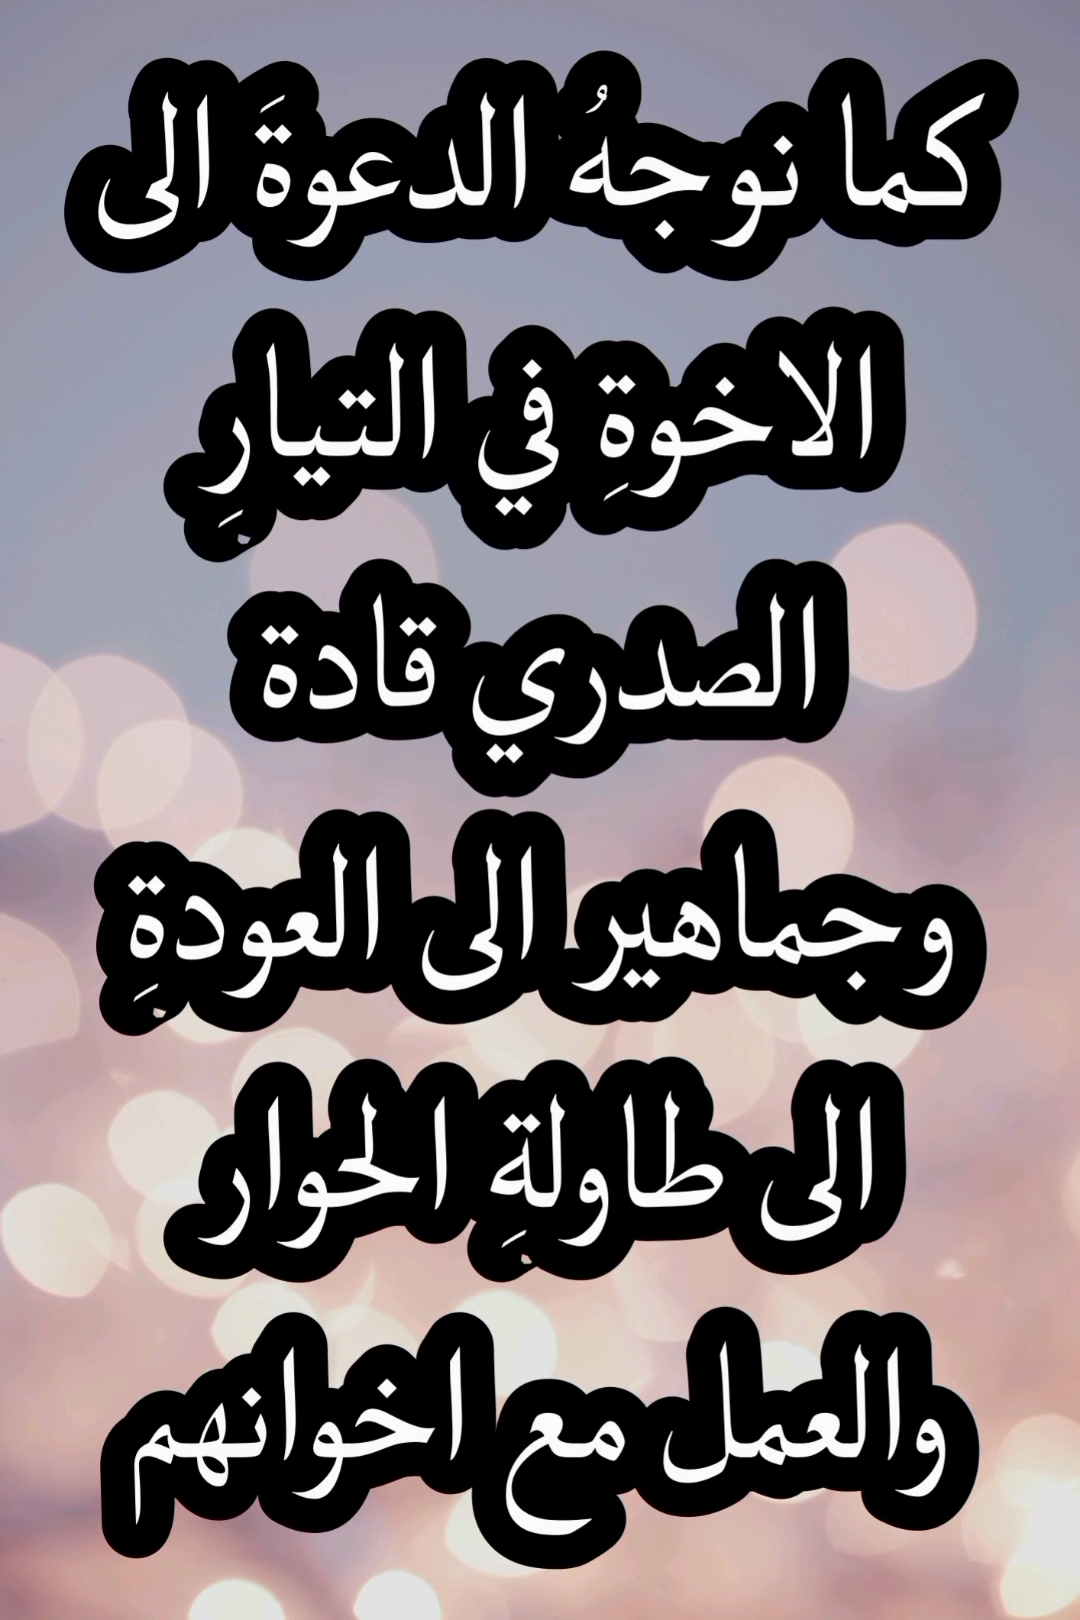 كما نوجهُ الدعوةَ الى
الاخوةِ في التيارِ
الصدري قادة
وجماهير الى العودةِ
الى طاولةِ الحوار
والعمل مع اخوانهم